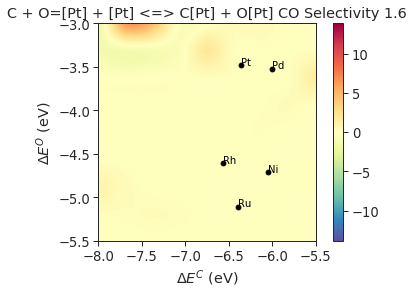 C + O=[Pt] + [Pt] <=> C[Pt] + O[Pt] CO Selectivity 1.6
−3.0
−3.5
−4.0
−4.5
−5.0
−5.5
ΔE^O (eV)
Pt
Pd
Rh
Ni
Ru
−8.0 −7.5 −7.0 −6.5 −6.0 −5.5
ΔE^C (eV)
10
5
0
−5
−10